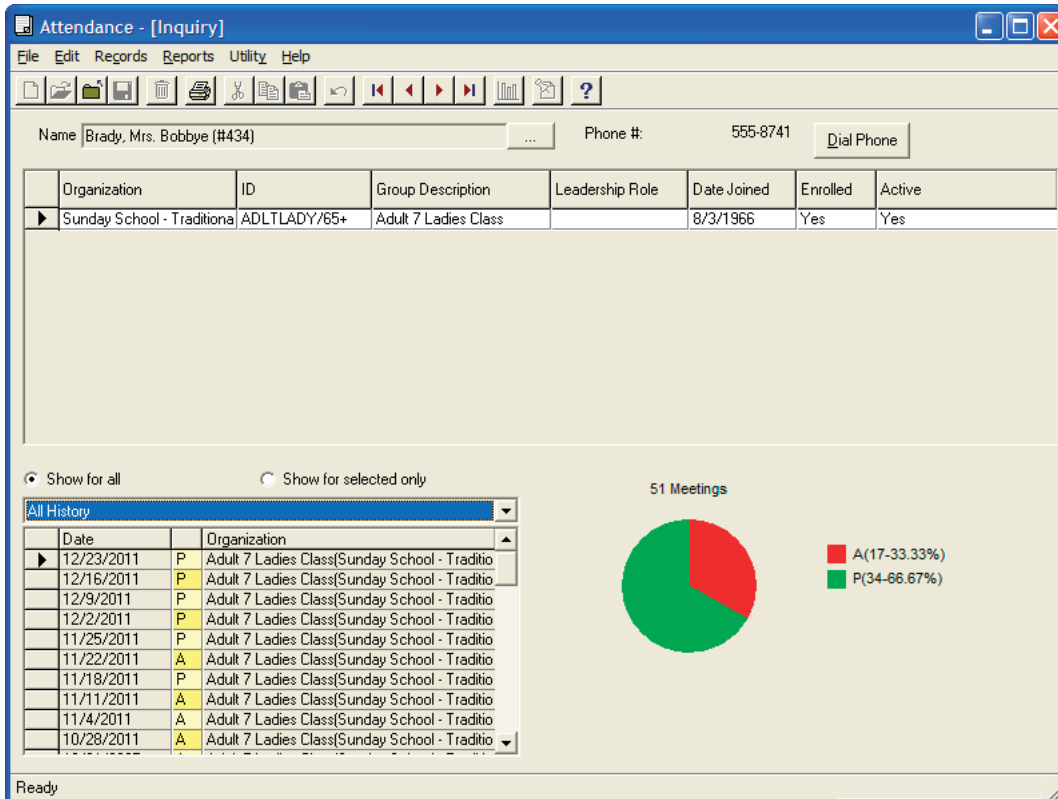 Attendance - [Inquiry]
File Edit Records Reports Utility Help
Name Brady, Mrs. Bobbye (#434) ... Phone #: 555-8741 Dial Phone
Organization ID Group Description Leadership Role Date Joined Enrolled Active
Sunday School - Traditiona ADLTLADY/65+ Adult 7 Ladies Class 8/3/1966 Yes Yes
Show for all Show for selected only
51 Meetings
All History
Date Organization
12/23/2011 P Adult 7 Ladies Class(Sunday School - Traditio
12/16/2011 P Adult 7 Ladies Class(Sunday School - Traditio
12/9/2011 P Adult 7 Ladies Class(Sunday School - Traditio
12/2/2011 P Adult 7 Ladies Class(Sunday School - Traditio
11/25/2011 P Adult 7 Ladies Class(Sunday School - Traditio
11/22/2011 A Adult 7 Ladies Class(Sunday School - Traditio
11/18/2011 P Adult 7 Ladies Class(Sunday School - Traditio
11/11/2011 A Adult 7 Ladies Class(Sunday School - Traditio
11/4/2011 A Adult 7 Ladies Class(Sunday School - Traditio
10/28/2011 A Adult 7 Ladies Class(Sunday School - Traditio
A(17-33.33%)
P(34-66.67%)
Ready